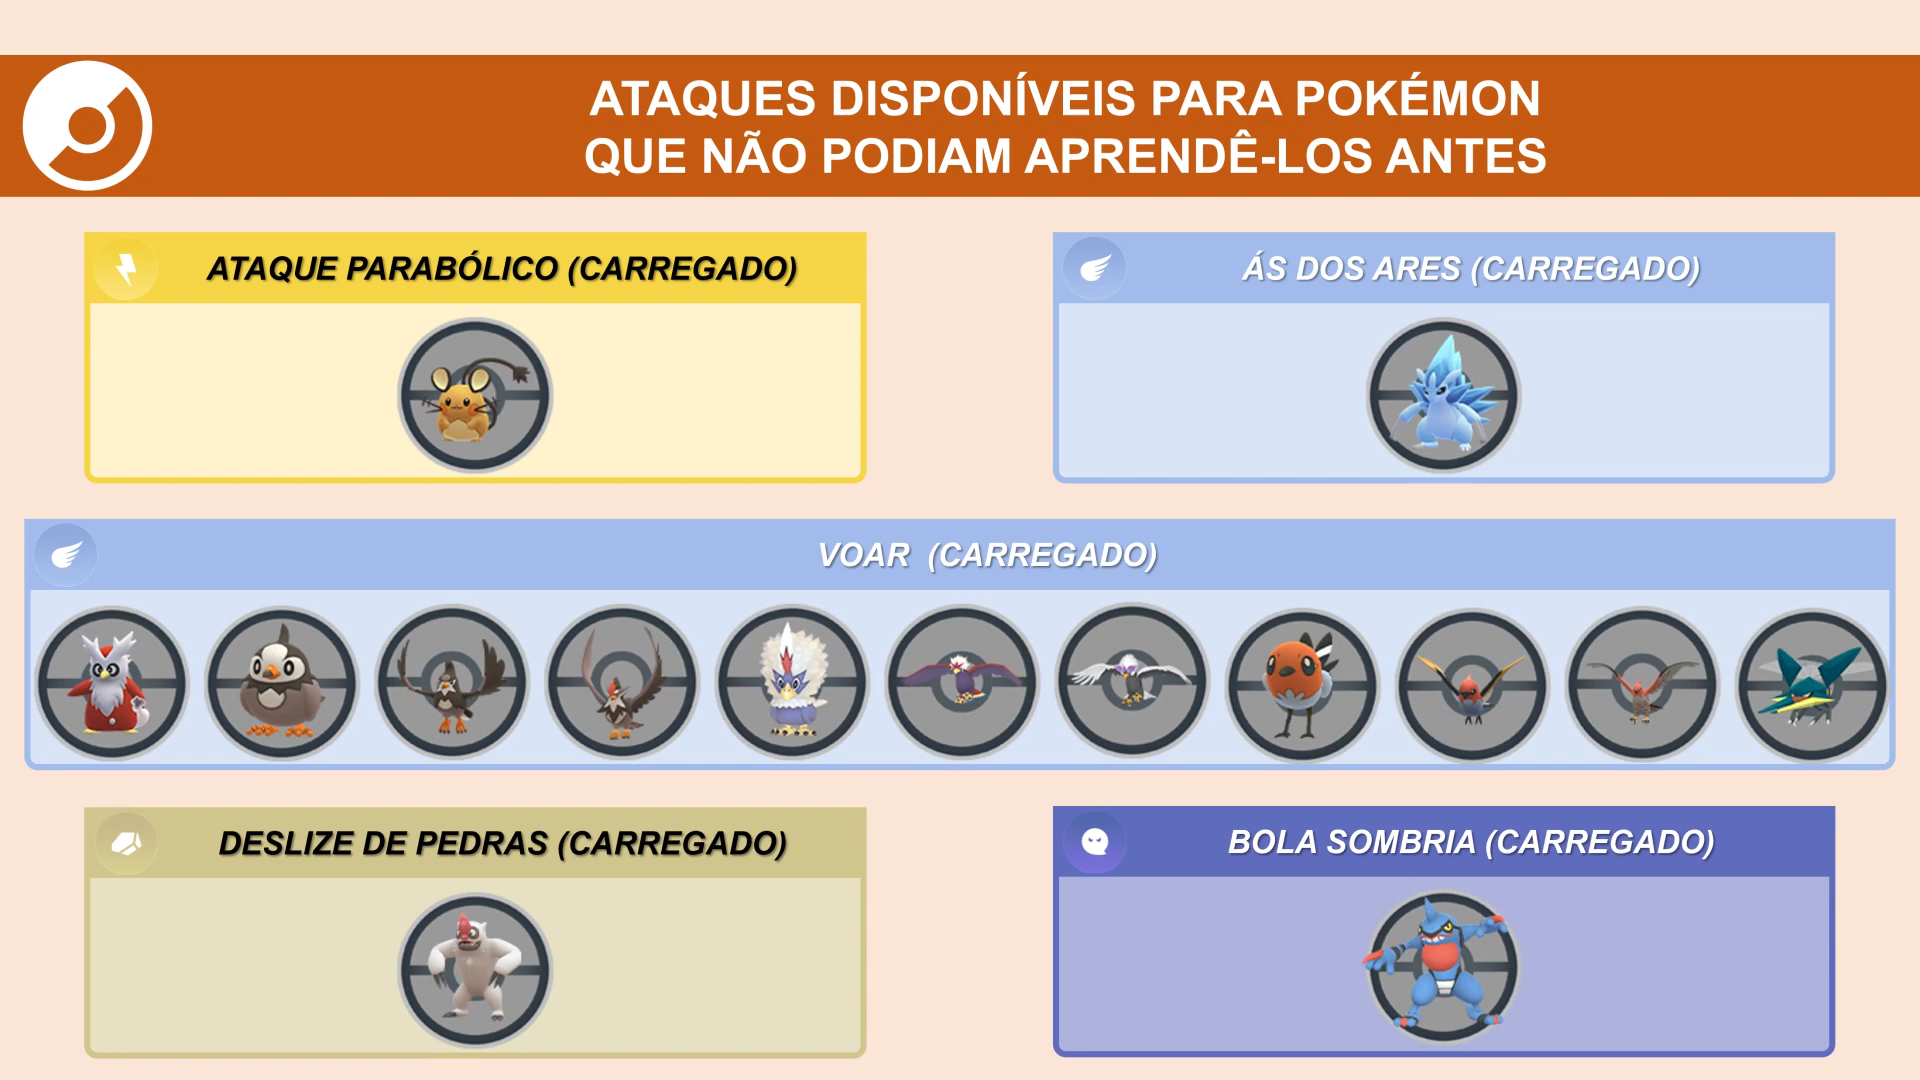 ATAQUES DISPONÍVEIS PARA POKÉMON
QUE NÃO PODIAM APRENDÊ-LOS ANTES
ATAQUE PARABÓLICO (CARREGADO)
ÁS DOS ARES (CARREGADO)
VOAR (CARREGADO)
DESLIZE DE PEDRAS (CARREGADO)
BOLA SOMBRIA (CARREGADO)